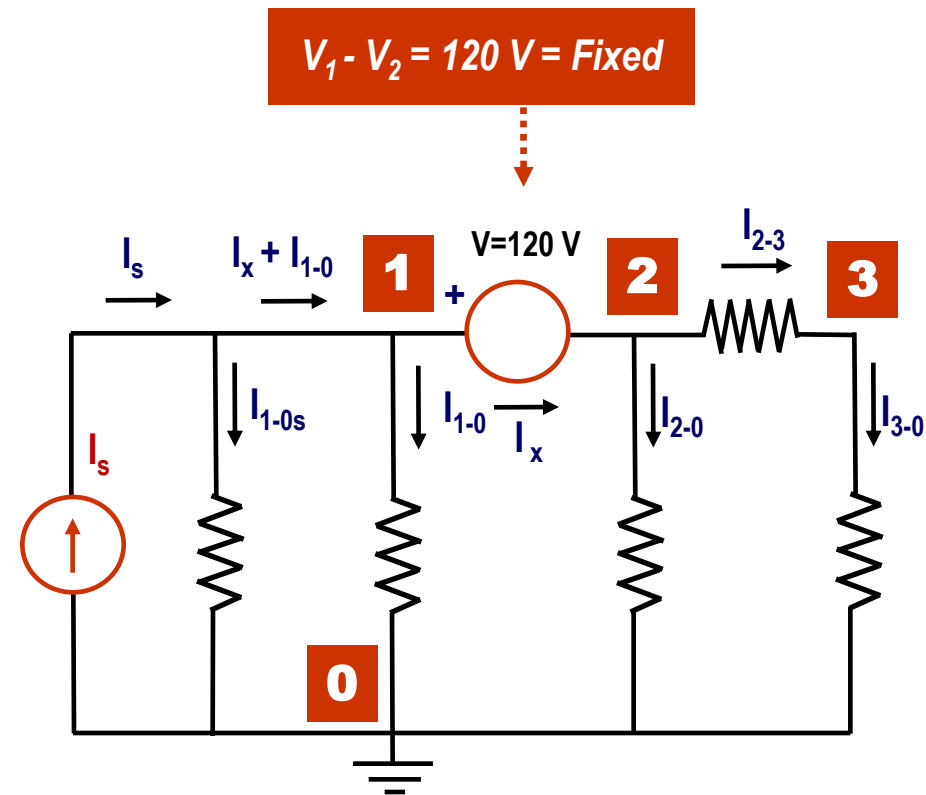 V₁ - V₂ = 120 V = Fixed
V=120 V
I₂₋₃
Iₛ
Iₓ + I₁₋₀
1
+
2
3
I₁₋₀ₛ
I₁₋₀
Iₓ
I₂₋₀
I₃₋₀
Iₛ
0